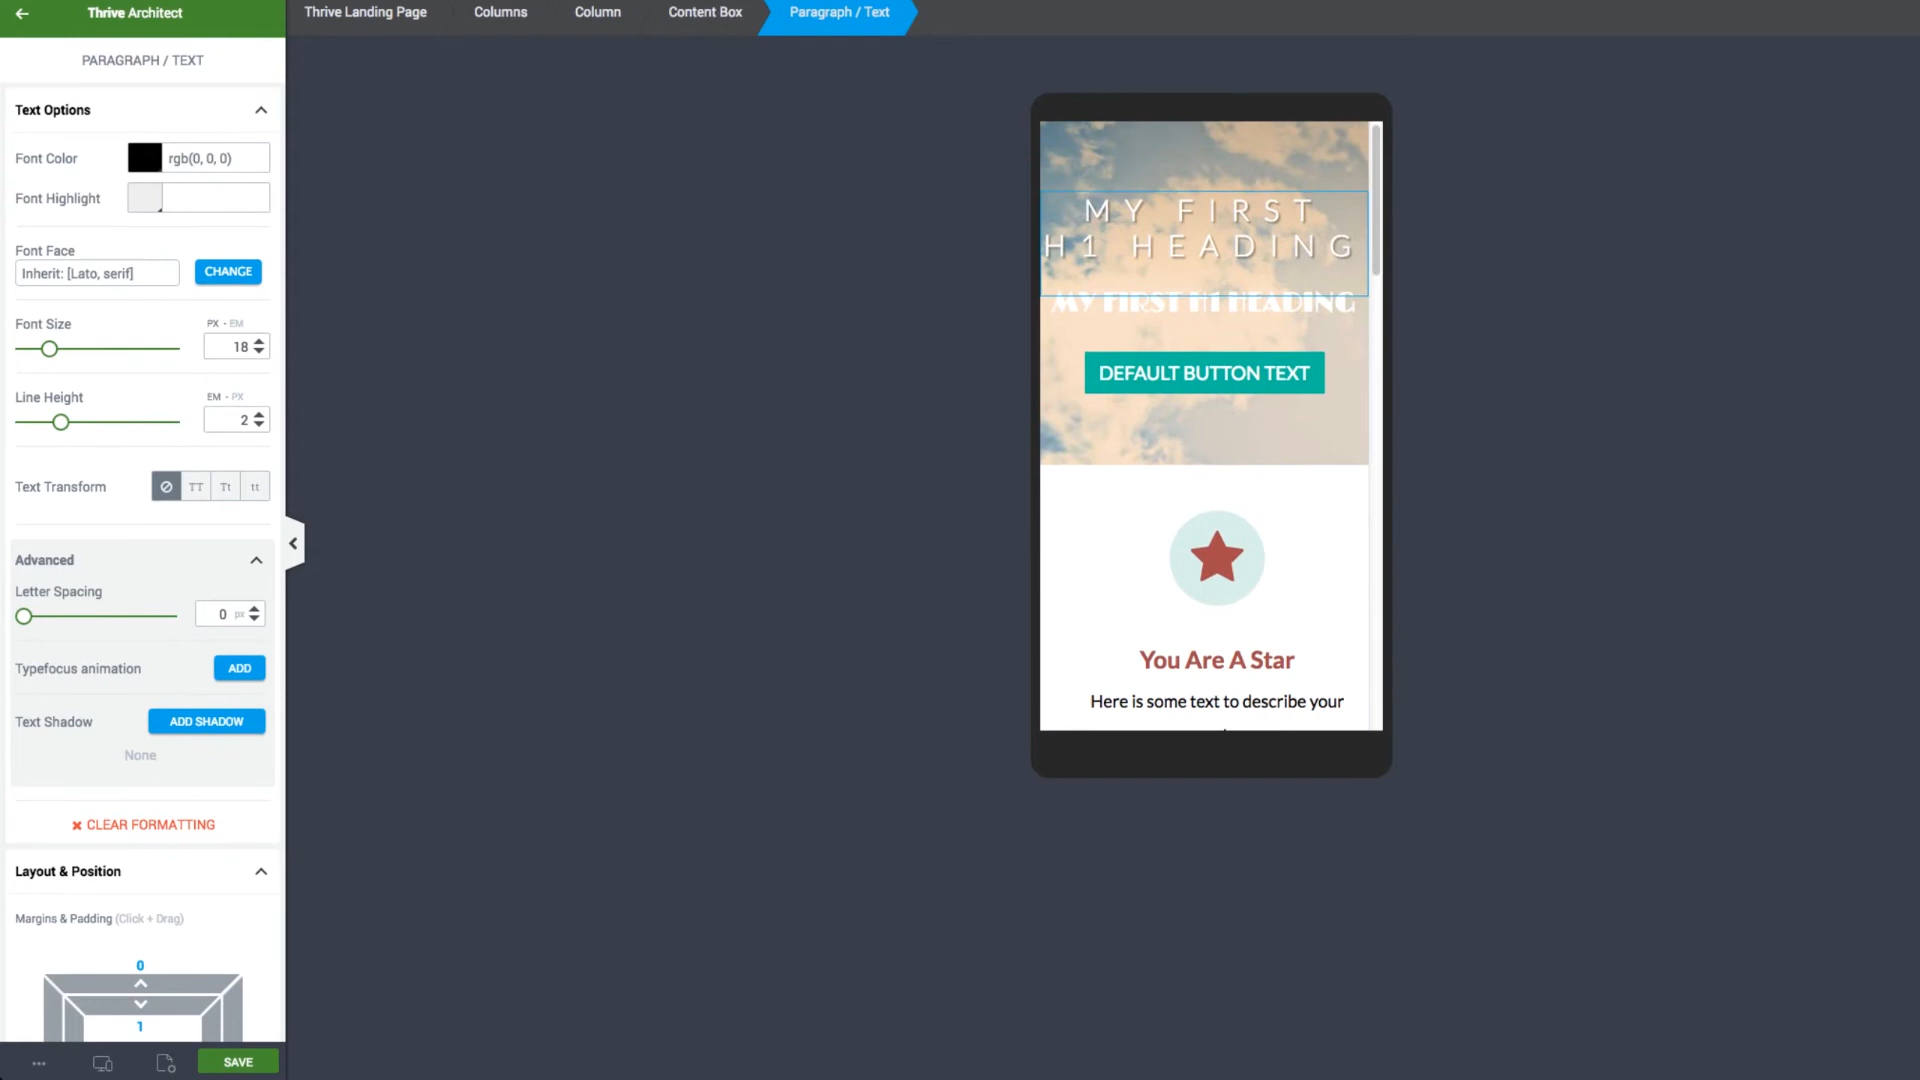 Thrive Architect
Thrive Landing Page
Columns
Column
Content Box
Paragraph / Text
PARAGRAPH / TEXT
Text Options
Font Color
rgb(0, 0, 0)
Font Highlight
Font Face
Inherit: [Lato, serif]
CHANGE
Font Size
PX - EM
18
Line Height
EM - PX
2
Text Transform
TT
Tt
tt
Advanced
Letter Spacing
0 px
Typefocus animation
ADD
Text Shadow
ADD SHADOW
None
CLEAR FORMATTING
Layout & Position
Margins & Padding (Click + Drag)
0
1
SAVE
MY FIRST
H1 HEADING
MY FIRST H1 HEADING
DEFAULT BUTTON TEXT
You Are A Star
Here is some text to describe your